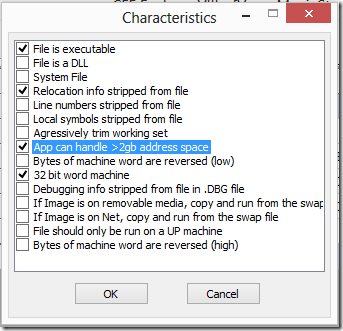 Characteristics
File is executable
File is a DLL
System File
Relocation info stripped from file
Line numbers stripped from file
Local symbols stripped from file
Agressively trim working set
App can handle >2gb address space
Bytes of machine word are reversed (low)
32 bit word machine
Debugging info stripped from file in .DBG file
If Image is on removable media, copy and run from the swap
If Image is on Net, copy and run from the swap file
File should only be run on a UP machine
Bytes of machine word are reversed (high)
OK
Cancel